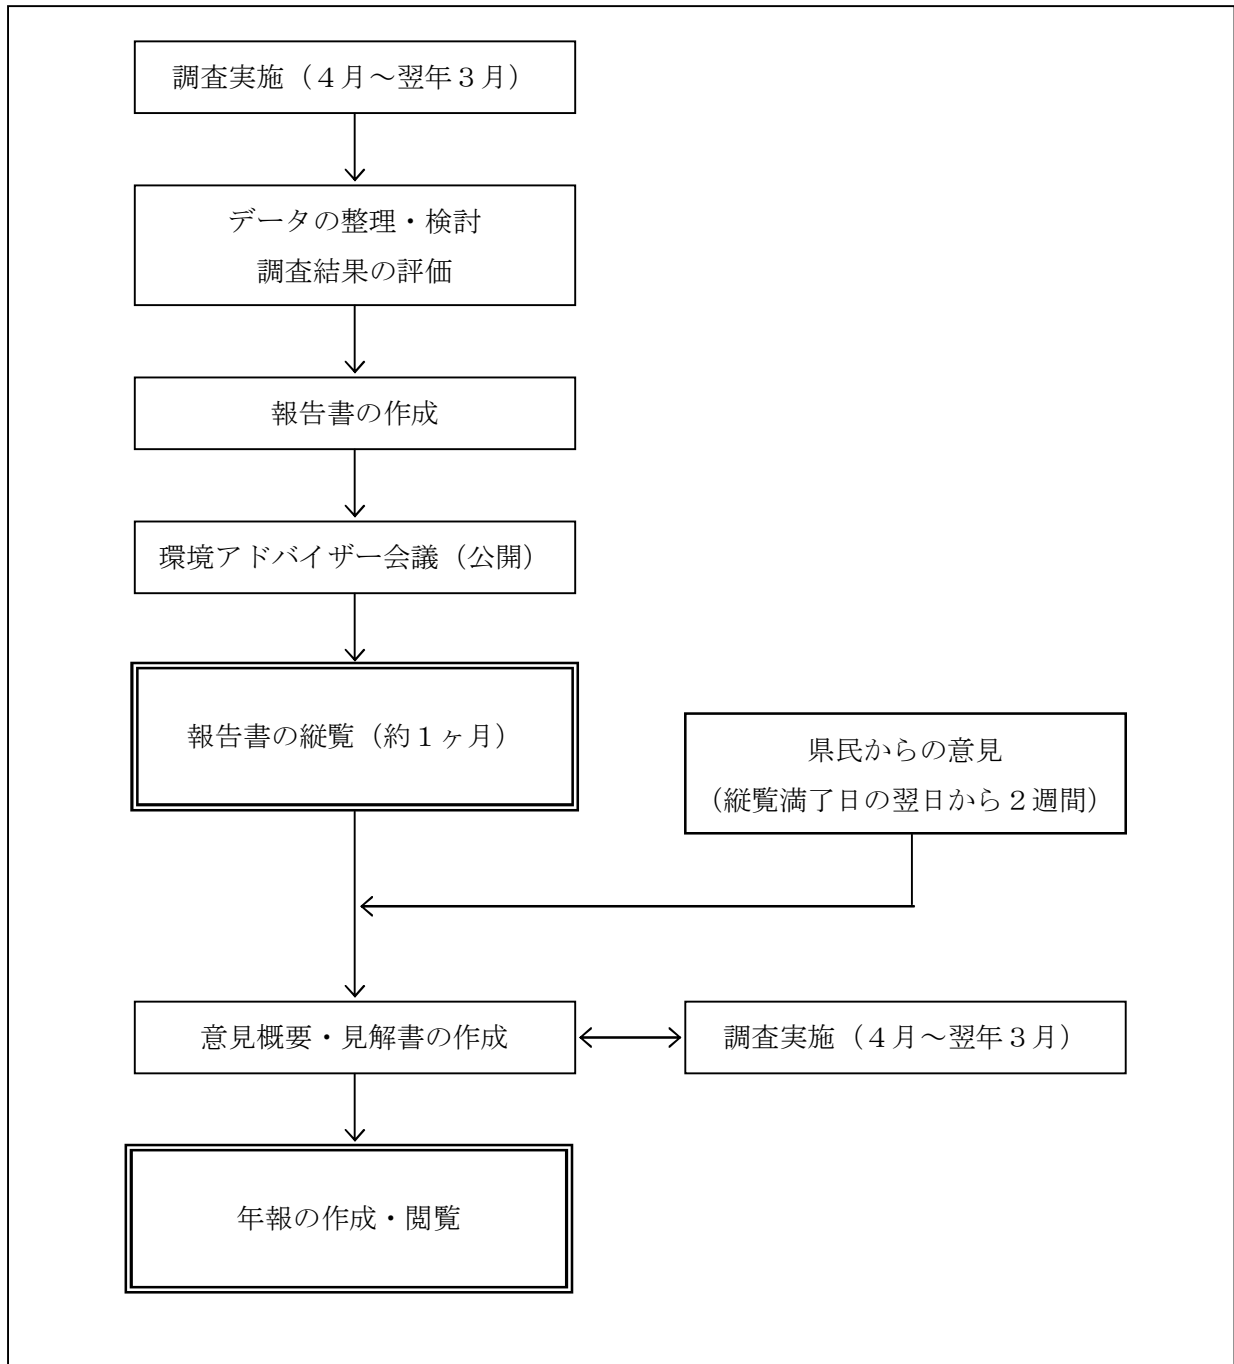 調査実施（４月～翌年３月）
データの整理・検討
調査結果の評価
報告書の作成
環境アドバイザー会議（公開）
報告書の縦覧（約１ヶ月）
県民からの意見
（縦覧満了日の翌日から２週間）
意見概要・見解書の作成
調査実施（４月～翌年３月）
年報の作成・閲覧